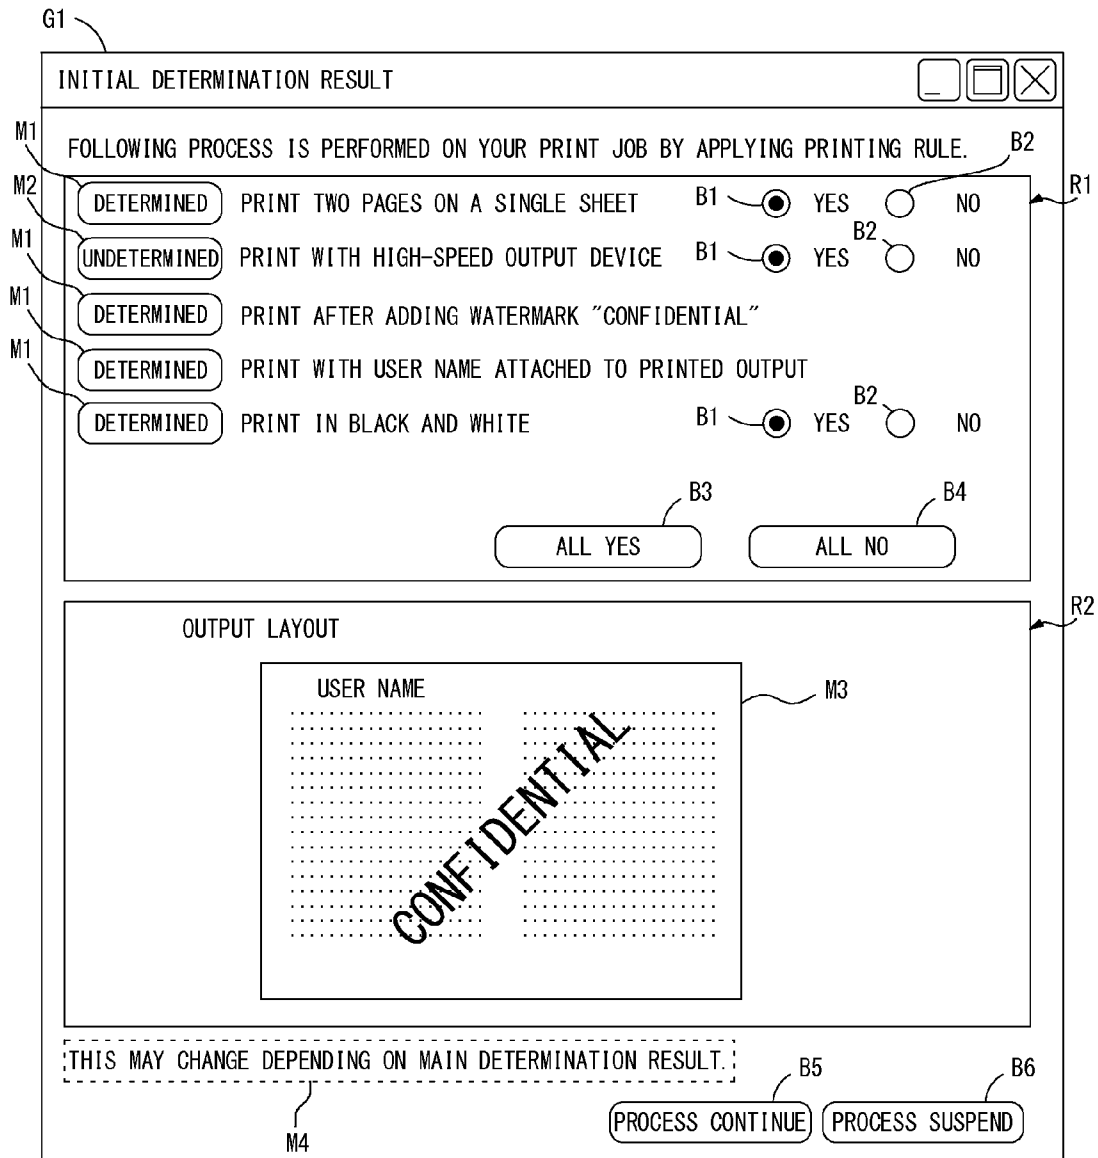 G1
INITIAL DETERMINATION RESULT
M1
FOLLOWING PROCESS IS PERFORMED ON YOUR PRINT JOB BY APPLYING PRINTING RULE.
B2
M2
DETERMINED PRINT TWO PAGES ON A SINGLE SHEET B1 YES NO
R1
M1
UNDETERMINED PRINT WITH HIGH-SPEED OUTPUT DEVICE B1 YES B2 NO
M1
DETERMINED PRINT AFTER ADDING WATERMARK "CONFIDENTIAL"
M1
DETERMINED PRINT WITH USER NAME ATTACHED TO PRINTED OUTPUT
DETERMINED PRINT IN BLACK AND WHITE B1 YES B2 NO
B3 B4
ALL YES ALL NO
R2
OUTPUT LAYOUT
USER NAME
M3
CONFIDENTIAL
THIS MAY CHANGE DEPENDING ON MAIN DETERMINATION RESULT.
B5 B6
PROCESS CONTINUE PROCESS SUSPEND
M4